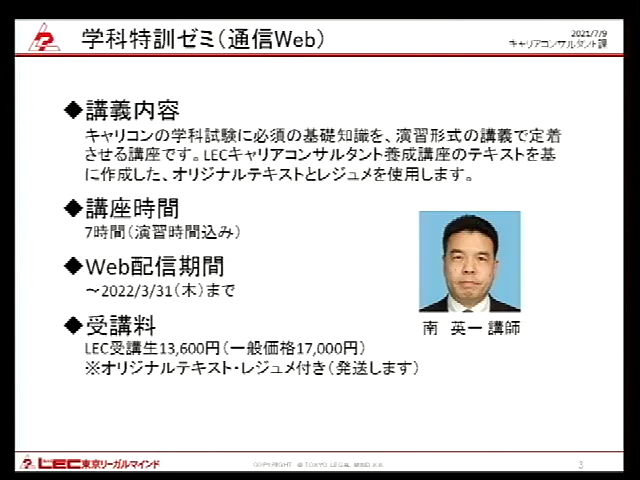 学科特訓ゼミ（通信Web）
2021/7/9
キャリアコンサルタント課
◆講義内容
キャリコンの学科試験に必須の基礎知識を、演習形式の講義で定着
させる講座です。LECキャリアコンサルタント養成講座のテキストを基
に作成した、オリジナルテキストとレジュメを使用します。
◆講座時間
7時間（演習時間込み）
◆Web配信期間
～2022/3/31（木）まで
◆受講料
LEC受講生13,600円（一般価格17,000円）
※オリジナルテキスト・レジュメ付き（発送します）
南 英一 講師
LEC東京リーガルマインド
COPYRIGHT @ TOKYO LEGAL MIND K.K
3